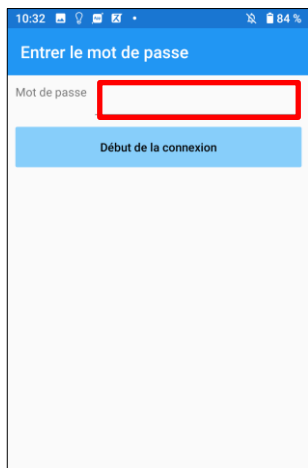 10:32 84 %
Entrer le mot de passe
Mot de passe
Début de la connexion